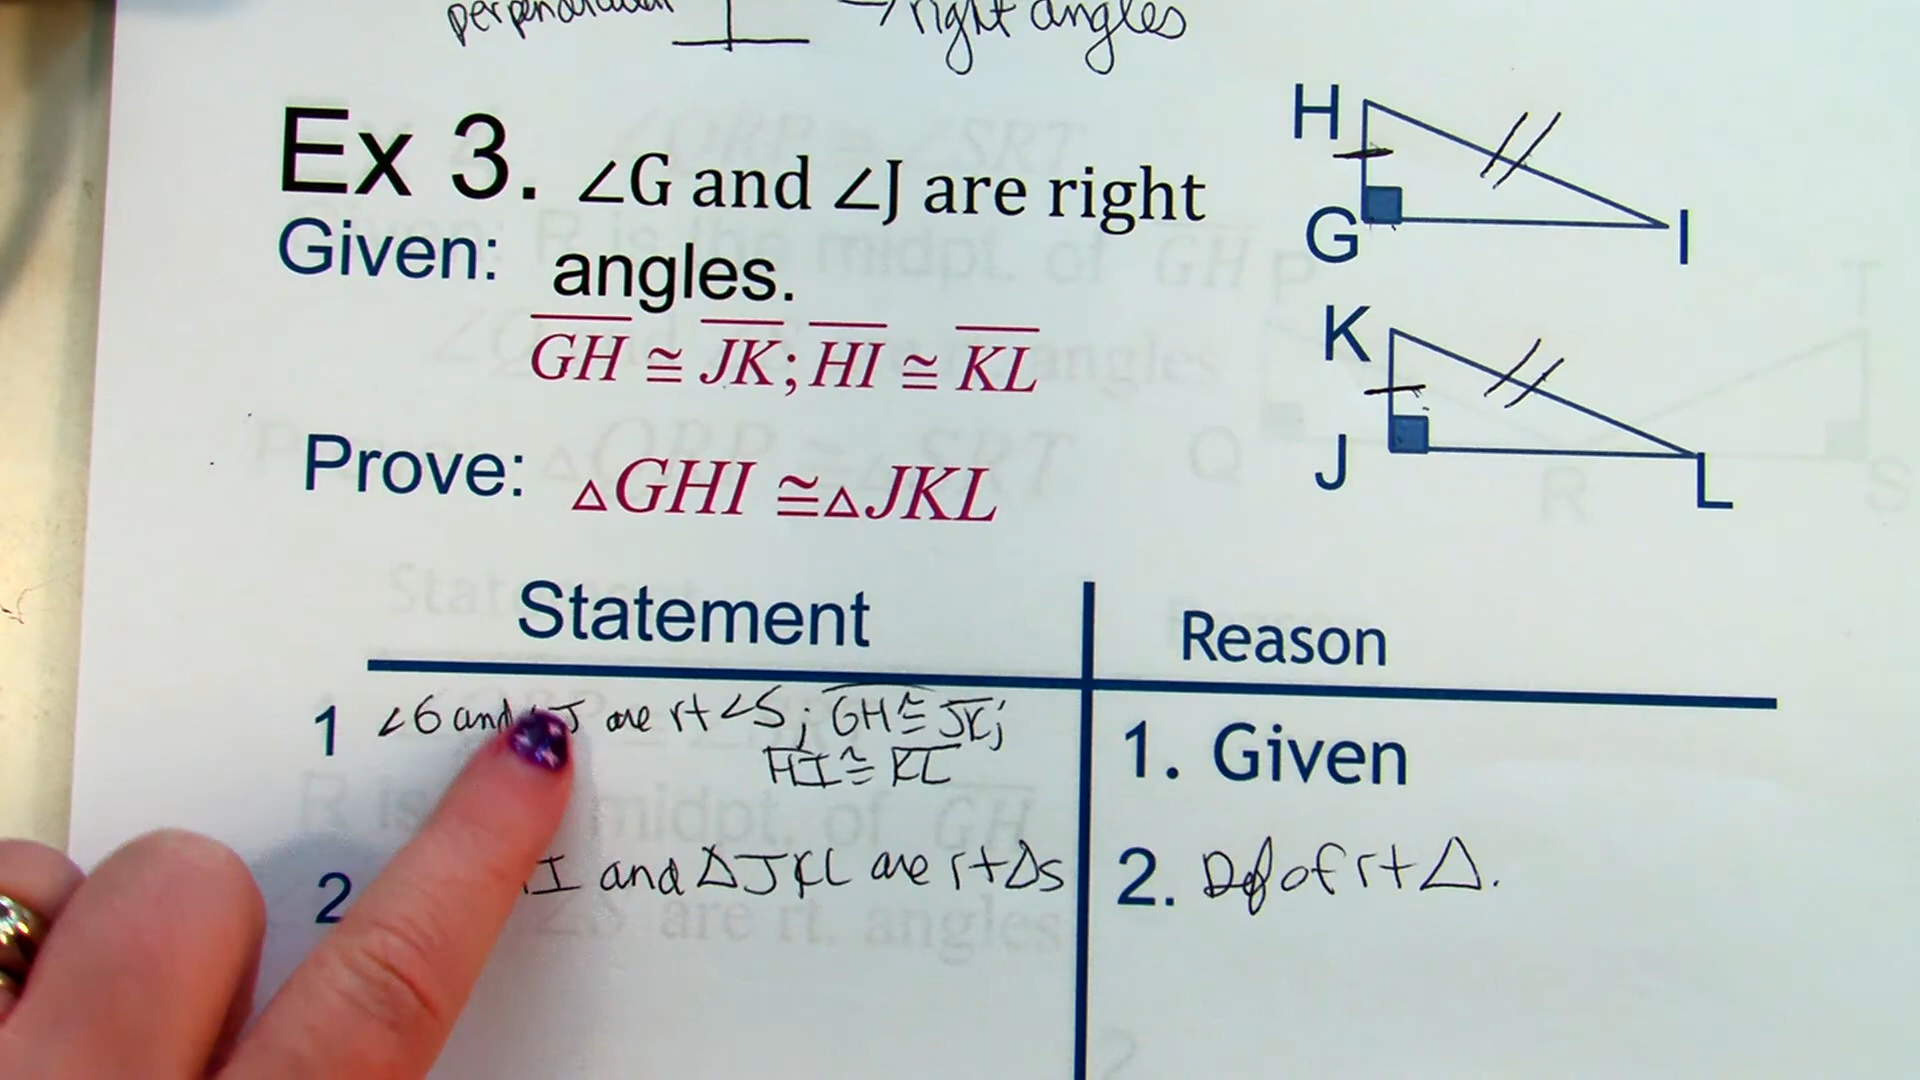 perpendicular → right angles
Ex 3. ∠G and ∠J are right
Given: angles.
GH ≅ JK; HI ≅ KL
Prove: △GHI ≅ △JKL
H
G
I
K
J
L
Statement
Reason
1 ∠G and ∠J are rt ∠s; GH ≅ JK;
HI ≅ KL
1. Given
2 I and △JKL are rt △s
2. Def of rt △.